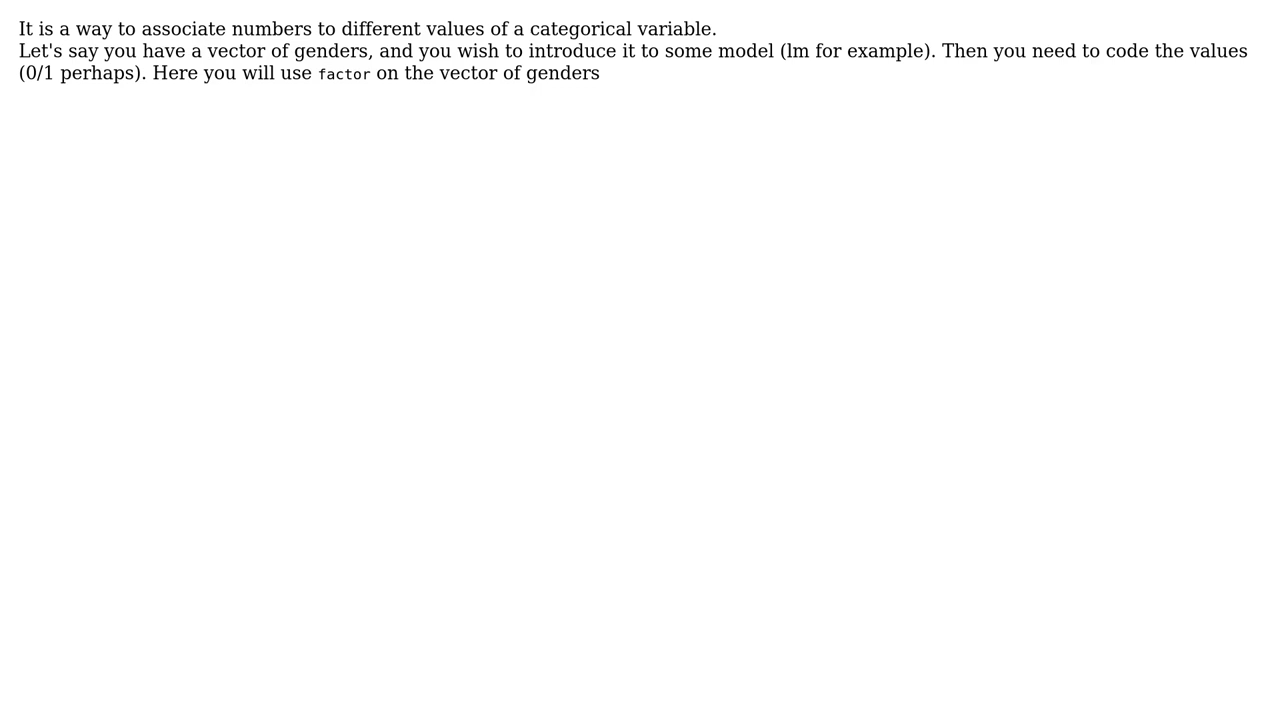 It is a way to associate numbers to different values of a categorical variable.
Let's say you have a vector of genders, and you wish to introduce it to some model (lm for example). Then you need to code the values
(0/1 perhaps). Here you will use factor on the vector of genders